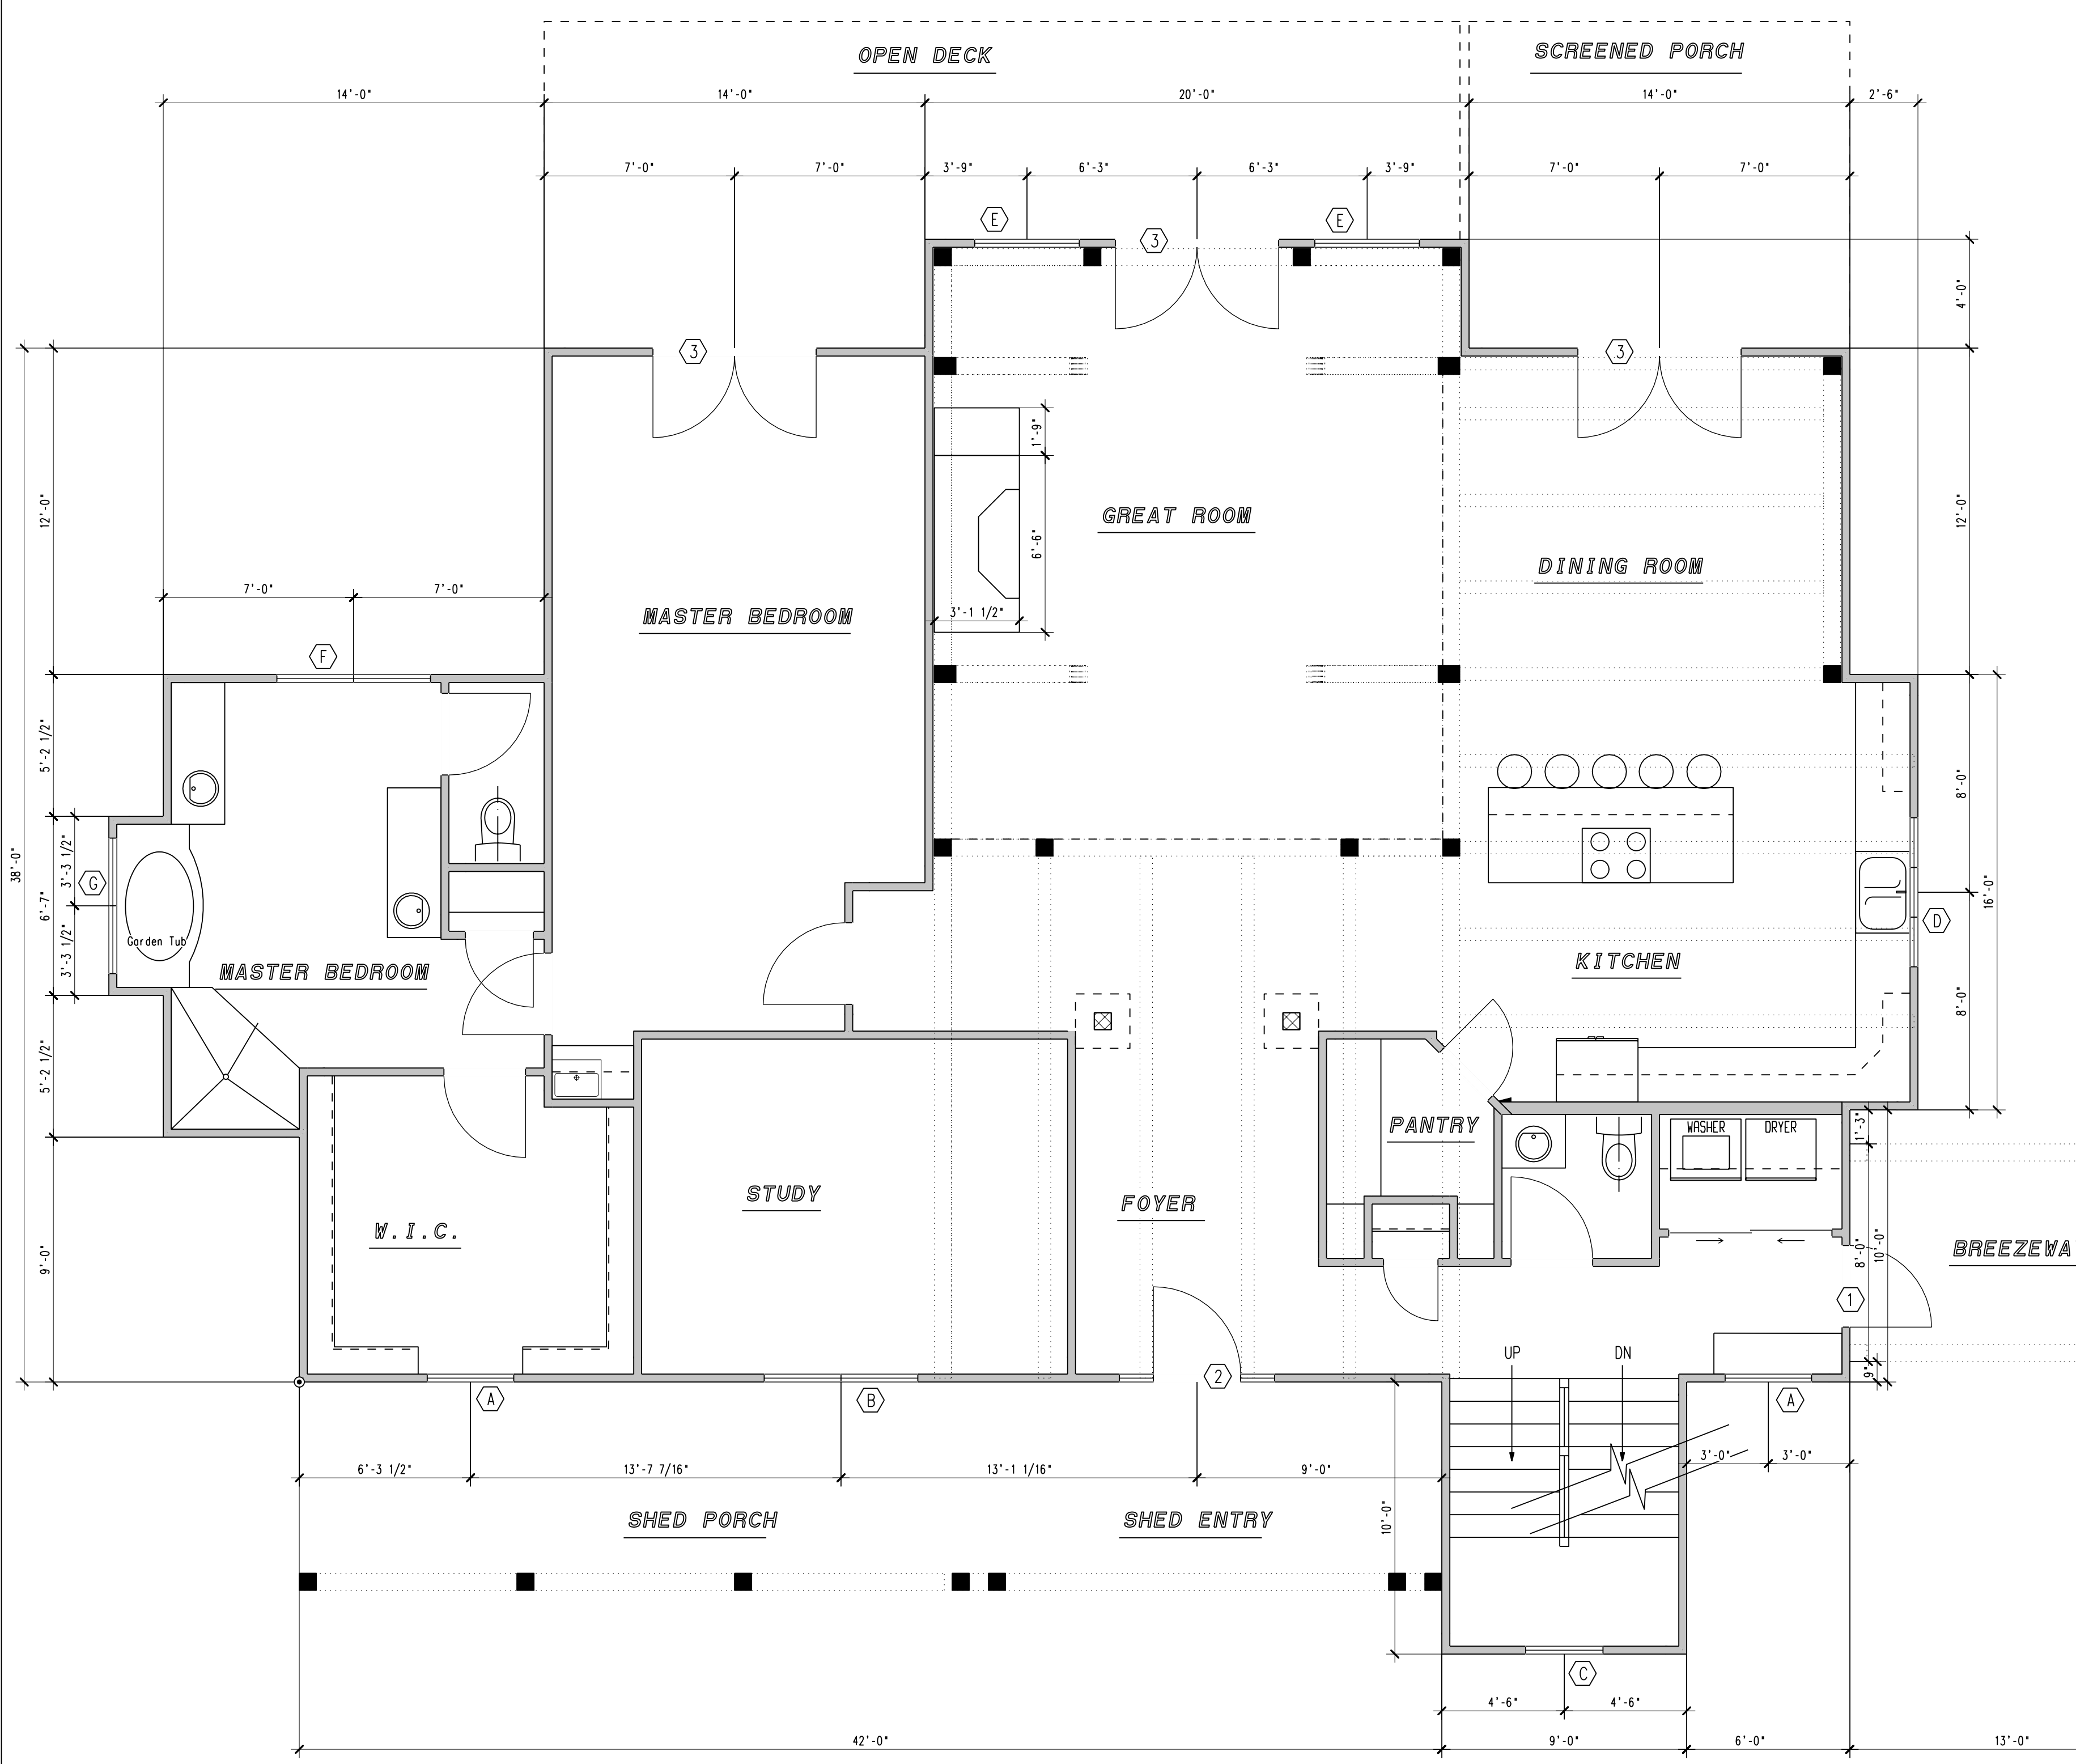 OPEN DECK
SCREENED PORCH
14'-0"
14'-0"
20'-0"
14'-0"
2'-6"
7'-0"
7'-0"
3'-9"
6'-3"
6'-3"
3'-9"
7'-0"
7'-0"
E
3
E
4'-0"
3
3
1'-9"
12'-0"
GREAT ROOM
12'-0"
6'-6"
DINING ROOM
7'-0"
7'-0"
MASTER BEDROOM
3'-1 1/2"
F
5'-2 1/2"
8'-0"
38'-0"
6'-7"
3'-3 1/2"
G
16'-0"
D
Garden Tub
3'-3 1/2"
MASTER BEDROOM
KITCHEN
8'-0"
5'-2 1/2"
PANTRY
WASHER
DRYER
1'-3"
STUDY
FOYER
W.I.C.
9'-0"
8'-0"
10'-0"
BREEZEWA
1
UP
DN
9"
A
B
2
A
6'-3 1/2"
13'-7 7/16"
13'-1 1/16"
9'-0"
3'-0"
3'-0"
10'-0"
SHED PORCH
SHED ENTRY
C
4'-6"
4'-6"
42'-0"
9'-0"
6'-0"
13'-0"